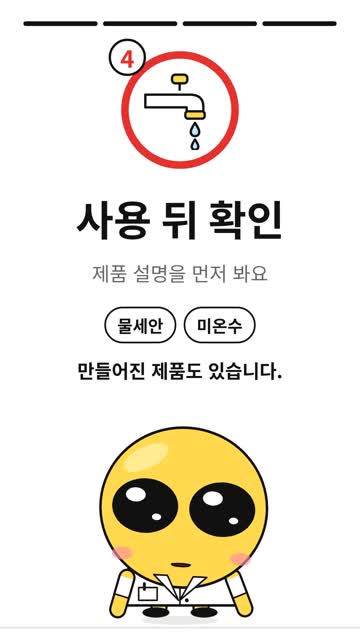 4
사용 뒤 확인
제품 설명을 먼저 봐요
물세안 미온수
만들어진 제품도 있습니다.